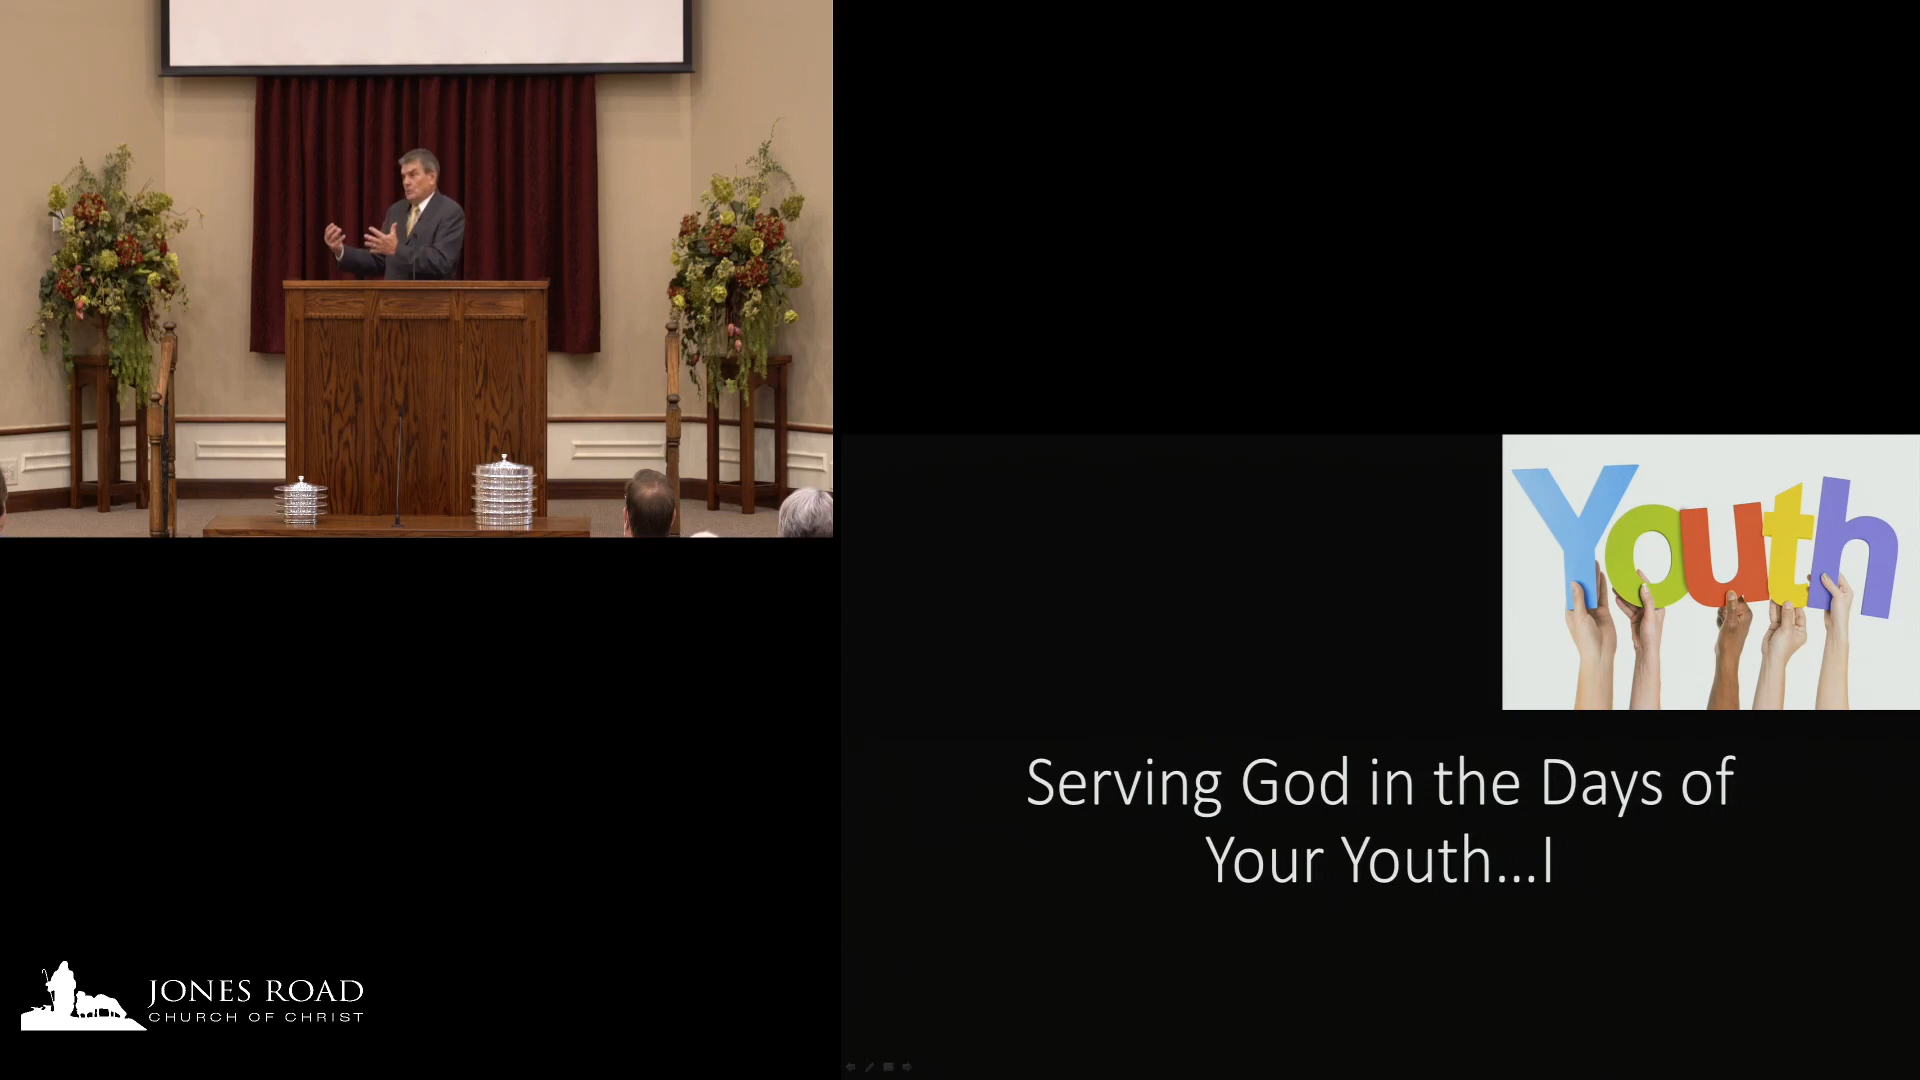 Youth
Serving God in the Days of
Your Youth...I
JONES ROAD
CHURCH OF CHRIST